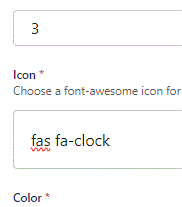 3
Icon *
Choose a font-awesome icon for
fas fa-clock
Color *